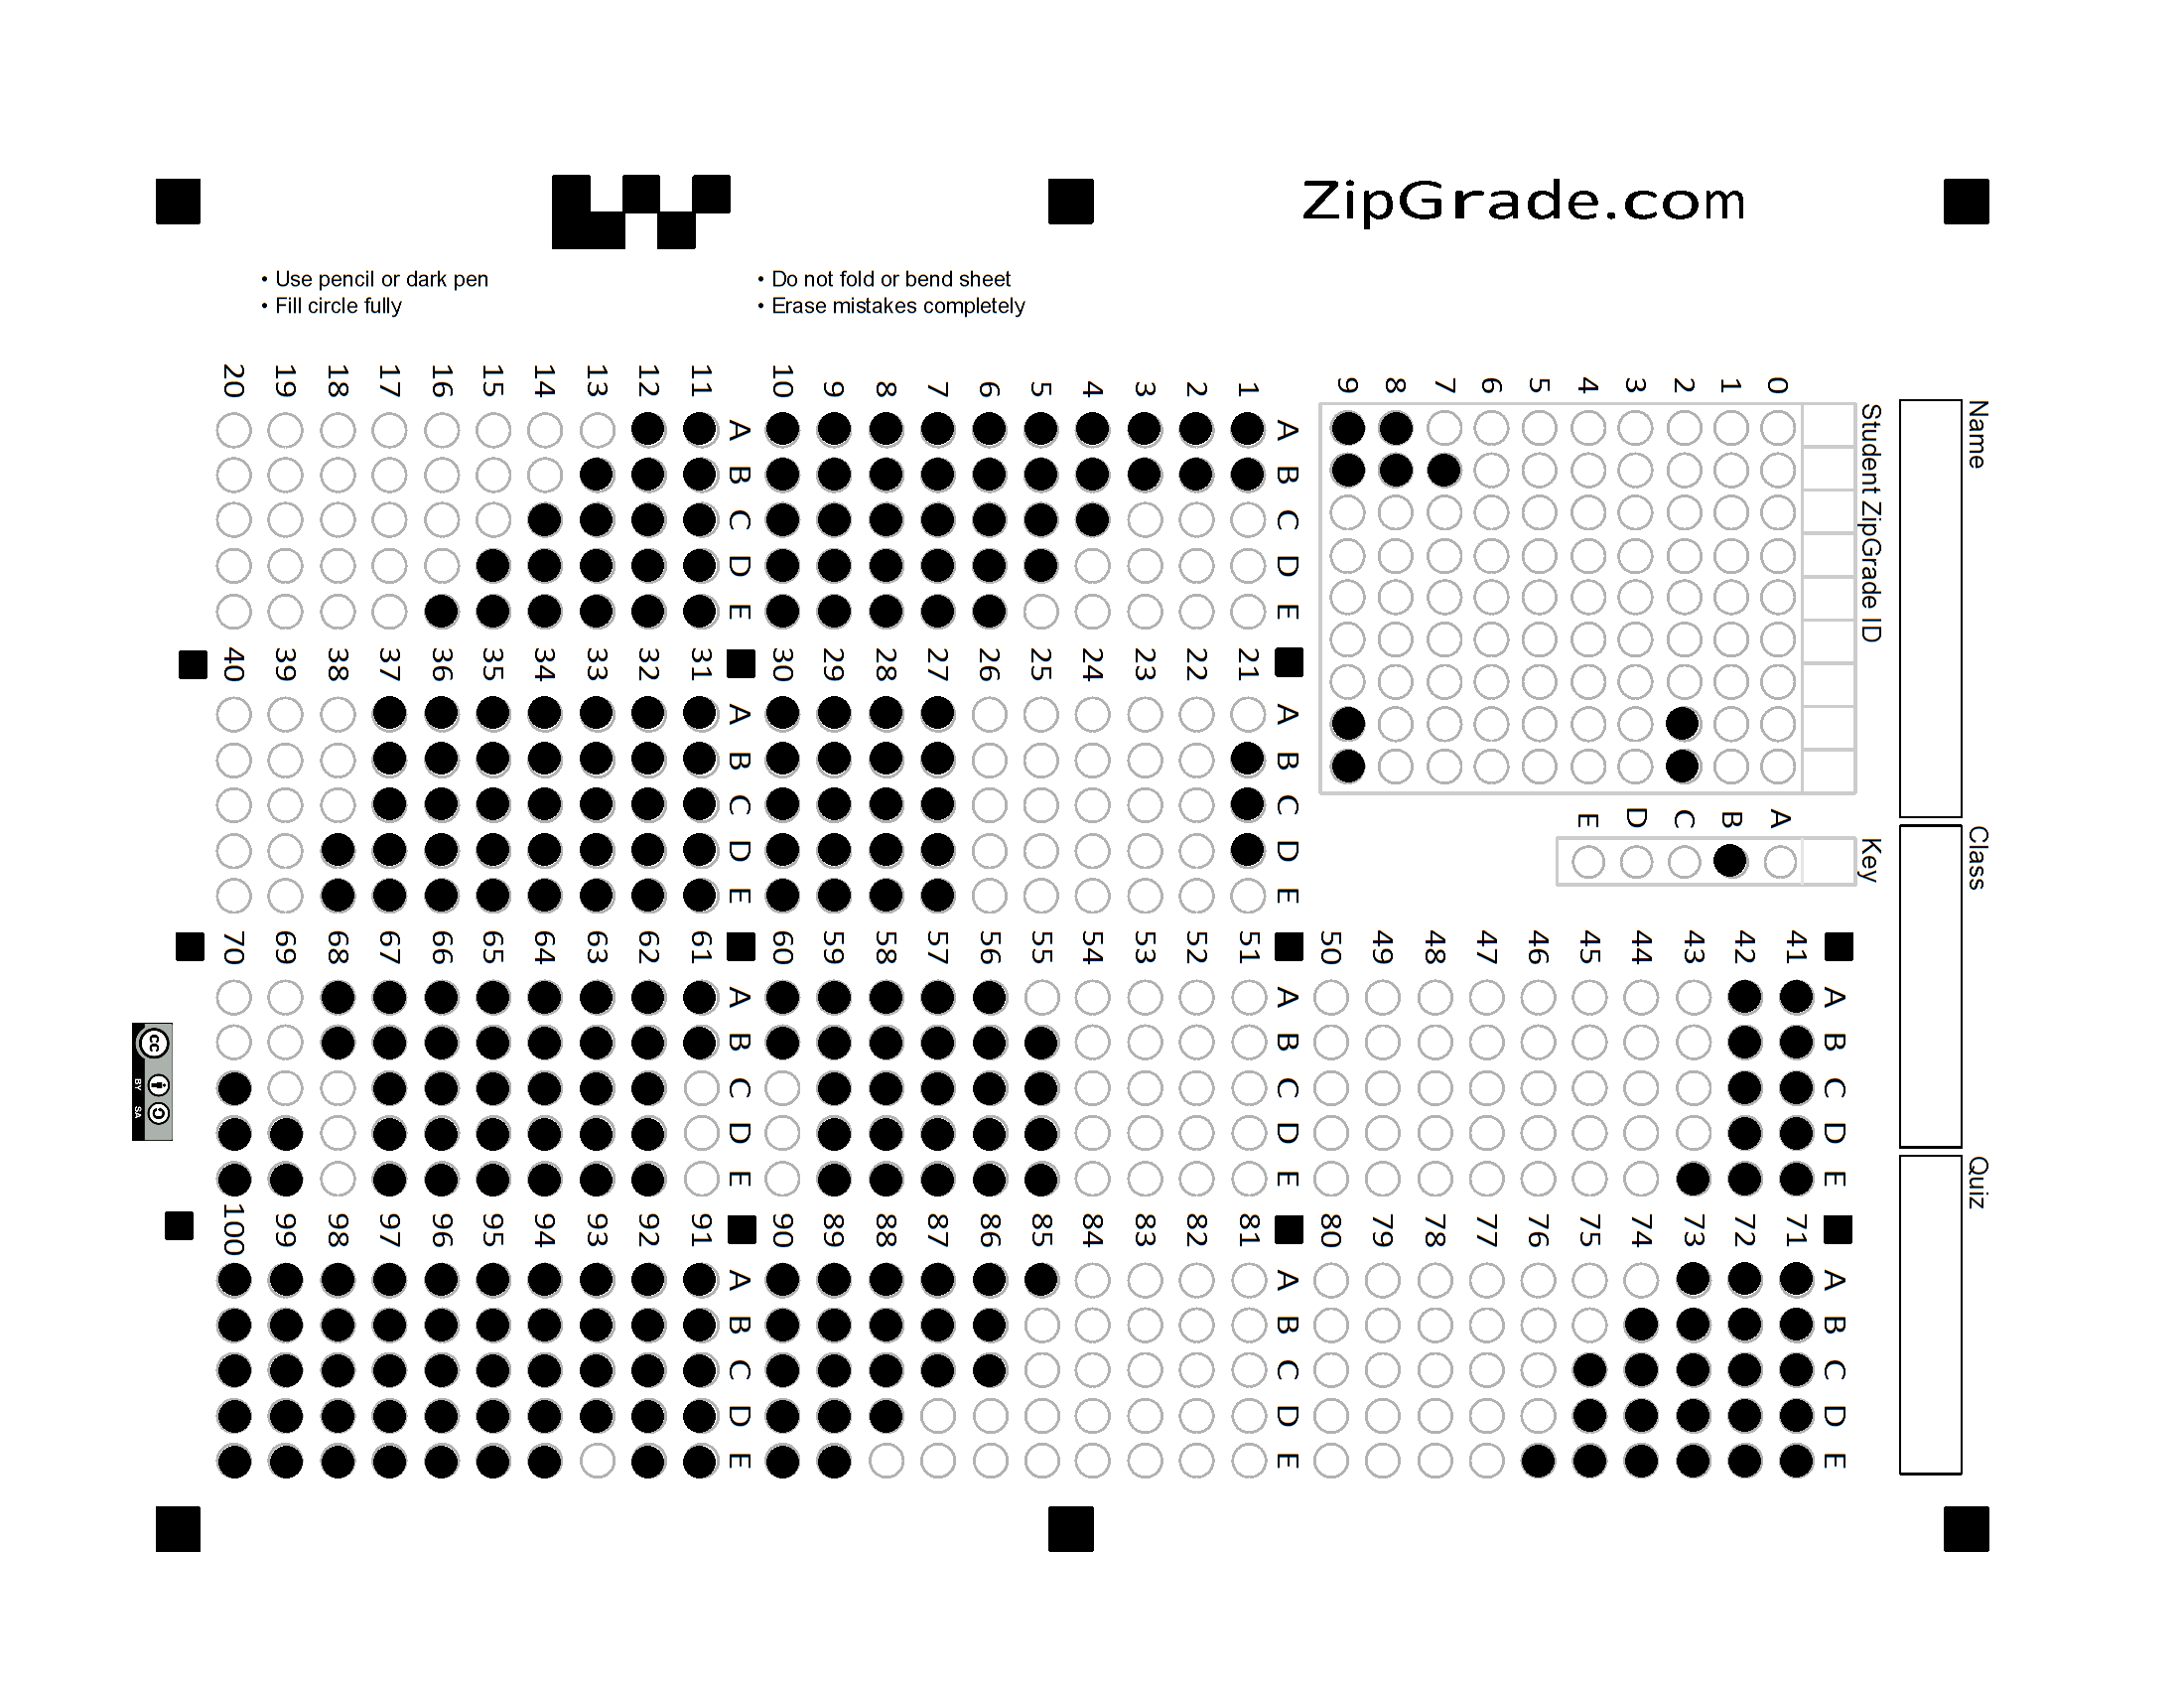 ZipGrade.com
• Use pencil or dark pen
• Fill circle fully
• Do not fold or bend sheet
• Erase mistakes completely
Name
Class
Quiz
Student ZipGrade ID
0 1 2 3 4 5 6 7 8 9
Key
A B C D E
1 2 3 4 5 6 7 8 9 10
A B C D E
11 12 13 14 15 16 17 18 19 20
A B C D E
21 22 23 24 25 26 27 28 29 30
A B C D E
31 32 33 34 35 36 37 38 39 40
A B C D E
41 42 43 44 45 46 47 48 49 50
A B C D E
51 52 53 54 55 56 57 58 59 60
A B C D E
61 62 63 64 65 66 67 68 69 70
A B C D E
71 72 73 74 75 76 77 78 79 80
A B C D E
81 82 83 84 85 86 87 88 89 90
A B C D E
91 92 93 94 95 96 97 98 99 100
A B C D E
cc
BY SA